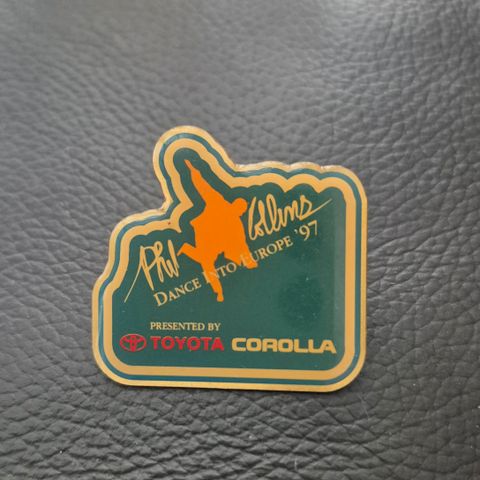 Phil Collins
DANCE INTO EUROPE '97
PRESENTED BY
TOYOTA COROLLA